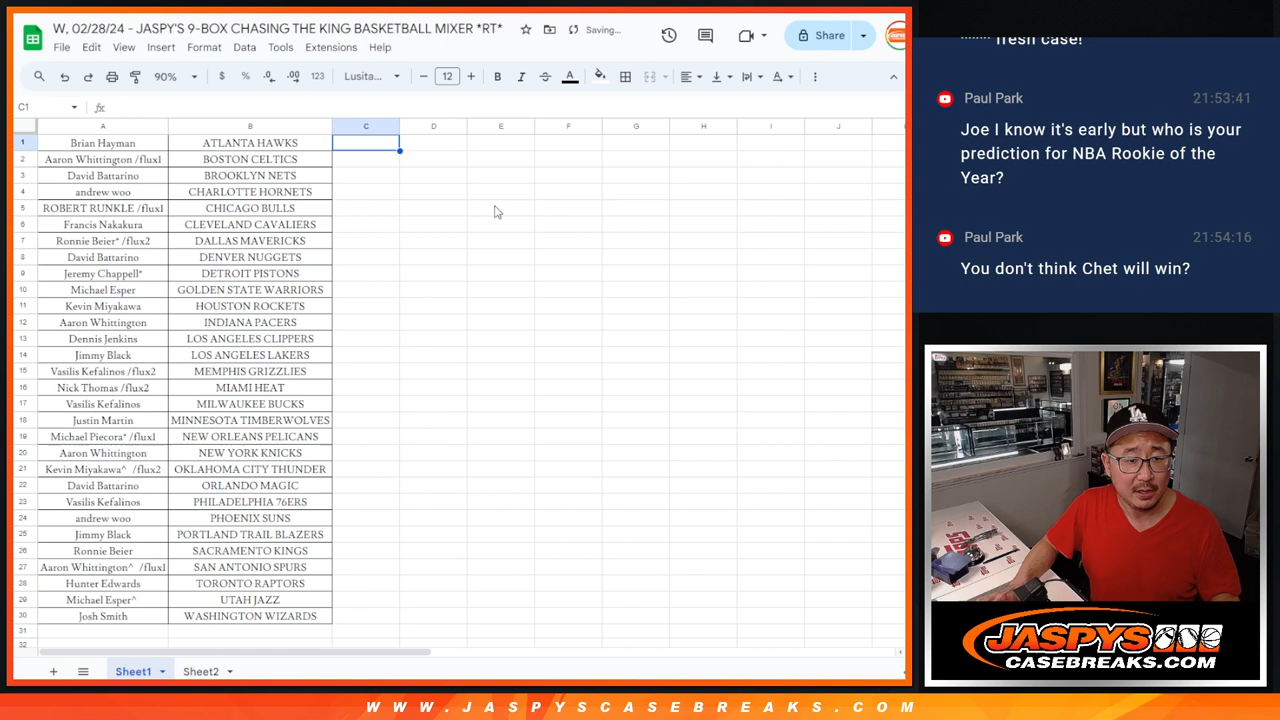 W, 02/28/24 - JASPY'S 9-BOX CHASING THE KING BASKETBALL MIXER *RT*
Saving...
File Edit View Insert Format Data Tools Extensions Help
Share
90% $ % .0 .00 123 Lusita... 12 B I A
C1 fx
A B C D E F G H I J
1 Brian Hayman ATLANTA HAWKS
2 Aaron Whittington /flux1 BOSTON CELTICS
3 David Battarino BROOKLYN NETS
4 andrew woo CHARLOTTE HORNETS
5 ROBERT RUNKLE /flux1 CHICAGO BULLS
6 Francis Nakakura CLEVELAND CAVALIERS
7 Ronnie Beier* /flux2 DALLAS MAVERICKS
8 David Battarino DENVER NUGGETS
9 Jeremy Chappell* DETROIT PISTONS
10 Michael Esper GOLDEN STATE WARRIORS
11 Kevin Miyakawa HOUSTON ROCKETS
12 Aaron Whittington INDIANA PACERS
13 Dennis Jenkins LOS ANGELES CLIPPERS
14 Jimmy Black LOS ANGELES LAKERS
15 Vasilis Kefalinos /flux2 MEMPHIS GRIZZLIES
16 Nick Thomas /flux2 MIAMI HEAT
17 Vasilis Kefalinos MILWAUKEE BUCKS
18 Justin Martin MINNESOTA TIMBERWOLVES
19 Michael Piecora* /flux1 NEW ORLEANS PELICANS
20 Aaron Whittington NEW YORK KNICKS
21 Kevin Miyakawa^ /flux2 OKLAHOMA CITY THUNDER
22 David Battarino ORLANDO MAGIC
23 Vasilis Kefalinos PHILADELPHIA 76ERS
24 andrew woo PHOENIX SUNS
25 Jimmy Black PORTLAND TRAIL BLAZERS
26 Ronnie Beier SACRAMENTO KINGS
27 Aaron Whittington^ /flux1 SAN ANTONIO SPURS
28 Hunter Edwards TORONTO RAPTORS
29 Michael Esper^ UTAH JAZZ
30 Josh Smith WASHINGTON WIZARDS
31
32
Sheet1 Sheet2
fresh case!
Paul Park 21:53:41
Joe I know it's early but who is your
prediction for NBA Rookie of the
Year?
Paul Park 21:54:16
You don't think Chet will win?
LA
JASPYS
CASEBREAKS.COM
WWW.JASPYSCASEBREAKS.COM